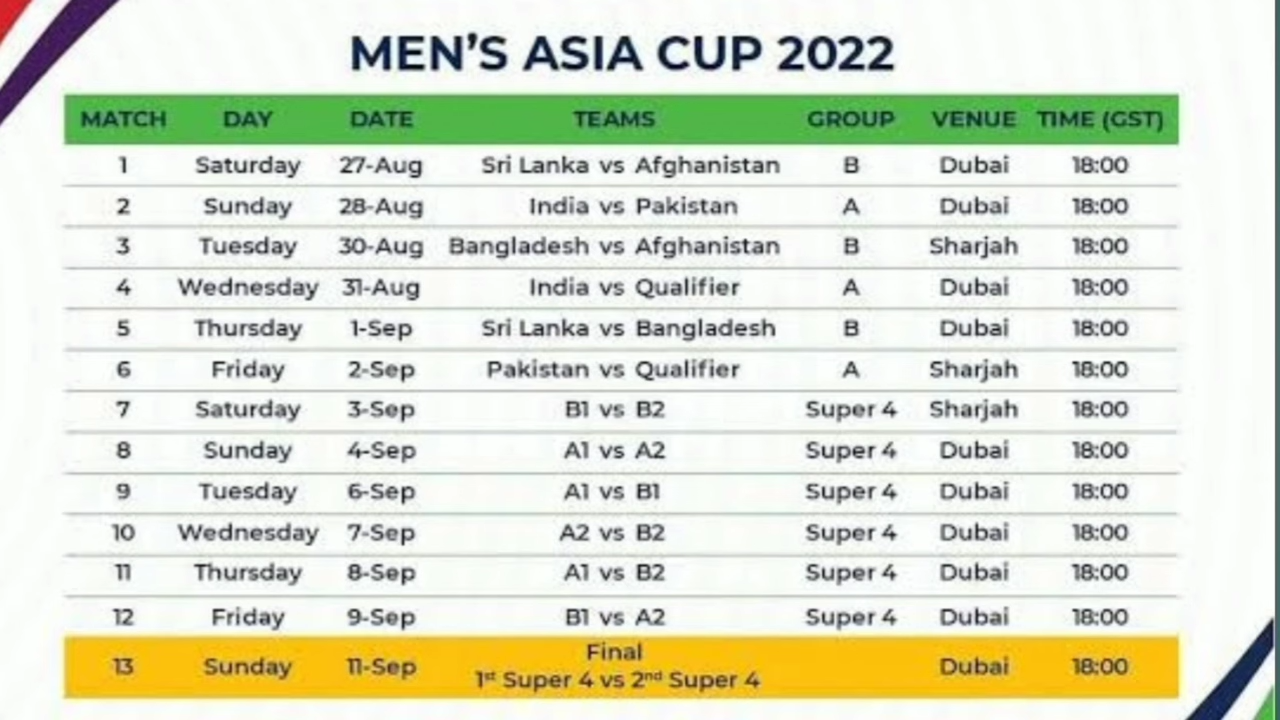 MEN'S ASIA CUP 2022
MATCH DAY DATE TEAMS GROUP VENUE TIME (GST)
1 Saturday 27-Aug Sri Lanka vs Afghanistan B Dubai 18:00
2 Sunday 28-Aug India vs Pakistan A Dubai 18:00
3 Tuesday 30-Aug Bangladesh vs Afghanistan B Sharjah 18:00
4 Wednesday 31-Aug India vs Qualifier A Dubai 18:00
5 Thursday 1-Sep Sri Lanka vs Bangladesh B Dubai 18:00
6 Friday 2-Sep Pakistan vs Qualifier A Sharjah 18:00
7 Saturday 3-Sep B1 vs B2 Super 4 Sharjah 18:00
8 Sunday 4-Sep A1 vs A2 Super 4 Dubai 18:00
9 Tuesday 6-Sep A1 vs B1 Super 4 Dubai 18:00
10 Wednesday 7-Sep A2 vs B2 Super 4 Dubai 18:00
11 Thursday 8-Sep A1 vs B2 Super 4 Dubai 18:00
12 Friday 9-Sep B1 vs A2 Super 4 Dubai 18:00
Final
13 Sunday 11-Sep 1st Super 4 vs 2nd Super 4 Dubai 18:00